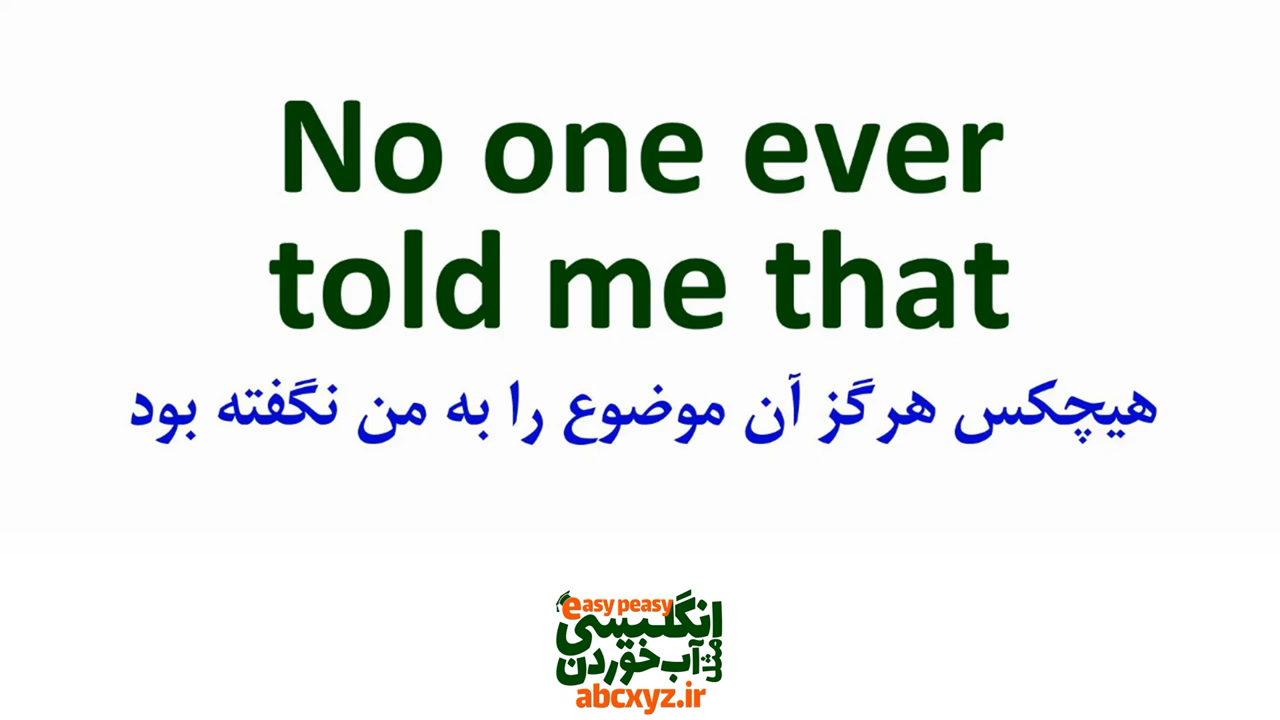 No one ever
told me that
هیچکس هرگز آن موضوع را به من نگفته بود
easy peasy
انگلیسی
مثل آب خوردن
abcxyz.ir